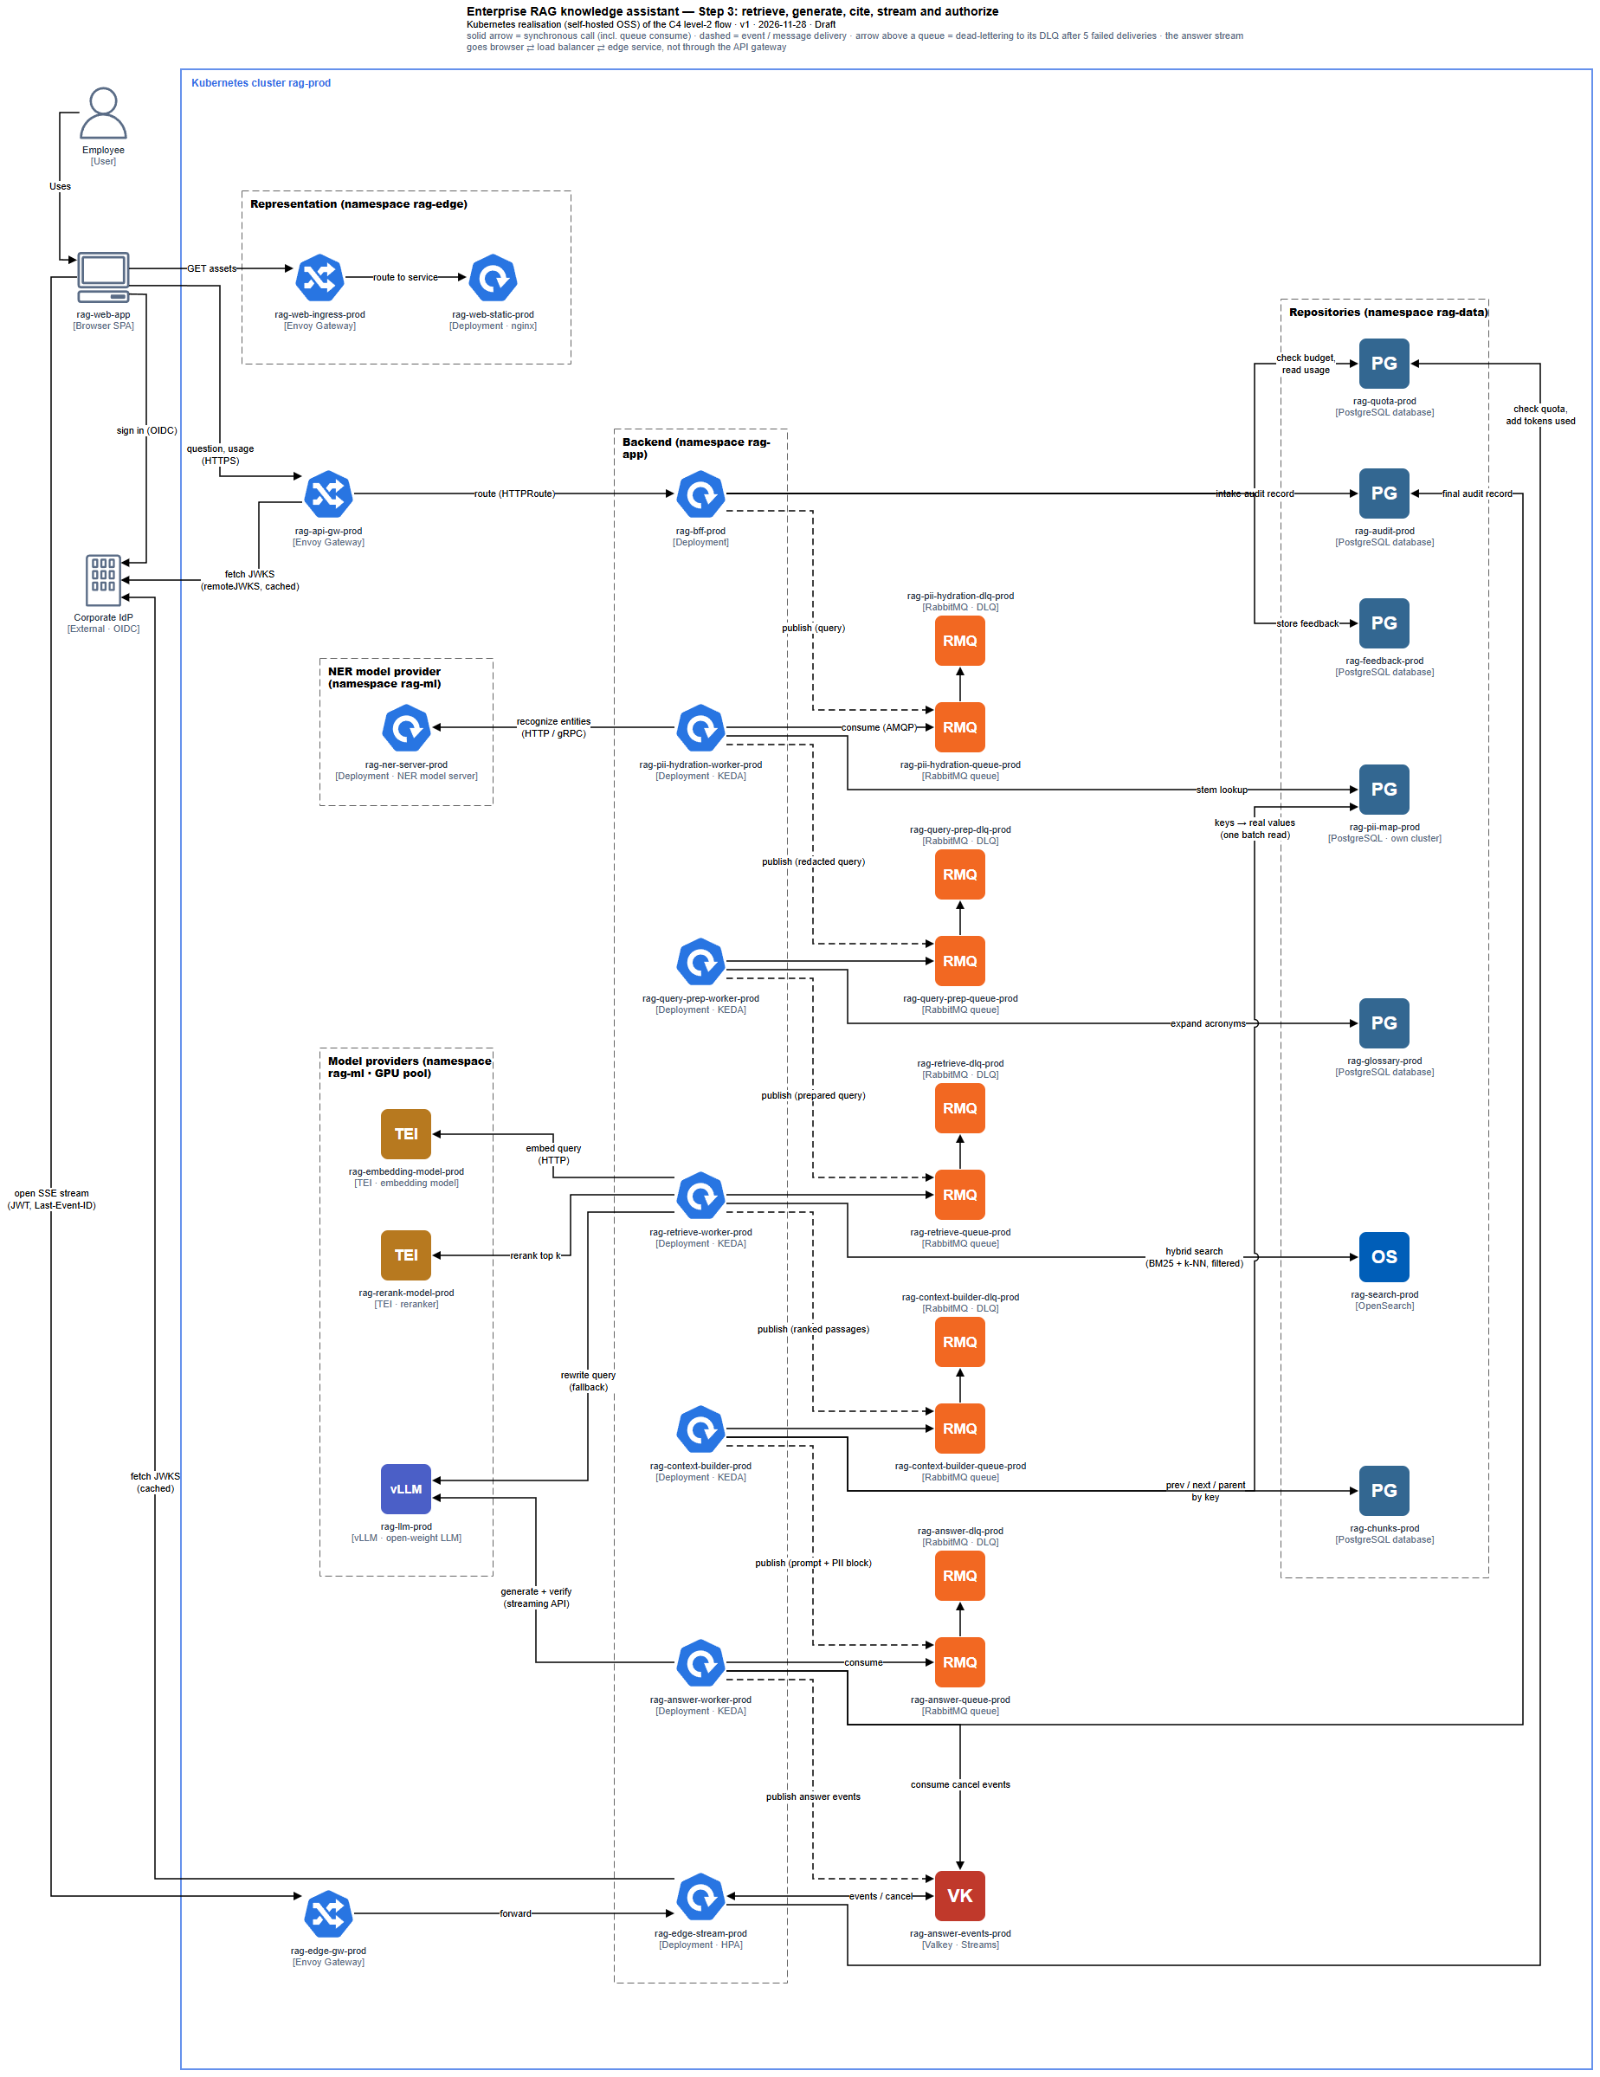 Enterprise RAG knowledge assistant — Step 3: retrieve, generate, cite, stream and authorize
Kubernetes realisation (self-hosted OSS) of the C4 level-2 flow · v1 · 2026-11-28 · Draft
solid arrow = synchronous call (incl. queue consume) · dashed = event / message delivery · arrow above a queue = dead-lettering to its DLQ after 5 failed deliveries · the answer stream
goes browser ⇄ load balancer ⇄ edge service, not through the API gateway
Kubernetes cluster rag-prod
Employee
[User]
Uses
Representation (namespace rag-edge)
GET assets
route to service
rag-web-app
[Browser SPA]
rag-web-ingress-prod
[Envoy Gateway]
rag-web-static-prod
[Deployment · nginx]
Repositories (namespace rag-data)
check budget,
read usage
PG
rag-quota-prod
[PostgreSQL database]
check quota,
add tokens used
sign in (OIDC)
question, usage
(HTTPS)
Backend (namespace rag-
app)
route (HTTPRoute)
intake audit record
PG
final audit record
rag-api-gw-prod
[Envoy Gateway]
rag-bff-prod
[Deployment]
rag-audit-prod
[PostgreSQL database]
fetch JWKS
(remoteJWKS, cached)
Corporate IdP
[External · OIDC]
rag-pii-hydration-dlq-prod
[RabbitMQ · DLQ]
RMQ
publish (query)
store feedback
PG
rag-feedback-prod
[PostgreSQL database]
NER model provider
(namespace rag-ml)
recognize entities
(HTTP / gRPC)
consume (AMQP)
RMQ
rag-ner-server-prod
[Deployment · NER model server]
rag-pii-hydration-worker-prod
[Deployment · KEDA]
rag-pii-hydration-queue-prod
[RabbitMQ queue]
stem lookup
PG
keys → real values
(one batch read)
rag-pii-map-prod
[PostgreSQL · own cluster]
rag-query-prep-dlq-prod
[RabbitMQ · DLQ]
publish (redacted query)
RMQ
RMQ
rag-query-prep-worker-prod
[Deployment · KEDA]
rag-query-prep-queue-prod
[RabbitMQ queue]
expand acronyms
PG
rag-glossary-prod
[PostgreSQL database]
Model providers (namespace
rag-ml · GPU pool)
rag-retrieve-dlq-prod
[RabbitMQ · DLQ]
publish (prepared query)
RMQ
TEI
rag-embedding-model-prod
[TEI · embedding model]
embed query
(HTTP)
open SSE stream
(JWT, Last-Event-ID)
RMQ
rag-retrieve-worker-prod
[Deployment · KEDA]
rag-retrieve-queue-prod
[RabbitMQ queue]
TEI
rerank top k
rag-rerank-model-prod
[TEI · reranker]
hybrid search
(BM25 + k-NN, filtered)
OS
rag-search-prod
[OpenSearch]
rag-context-builder-dlq-prod
[RabbitMQ · DLQ]
publish (ranked passages)
RMQ
rewrite query
(fallback)
RMQ
rag-context-builder-prod
[Deployment · KEDA]
rag-context-builder-queue-prod
[RabbitMQ queue]
fetch JWKS
(cached)
vLLM
rag-llm-prod
[vLLM · open-weight LLM]
prev / next / parent
by key
PG
rag-chunks-prod
[PostgreSQL database]
rag-answer-dlq-prod
[RabbitMQ · DLQ]
publish (prompt + PII block)
RMQ
generate + verify
(streaming API)
consume
RMQ
rag-answer-worker-prod
[Deployment · KEDA]
rag-answer-queue-prod
[RabbitMQ queue]
consume cancel events
publish answer events
events / cancel
VK
forward
rag-edge-gw-prod
[Envoy Gateway]
rag-edge-stream-prod
[Deployment · HPA]
rag-answer-events-prod
[Valkey · Streams]